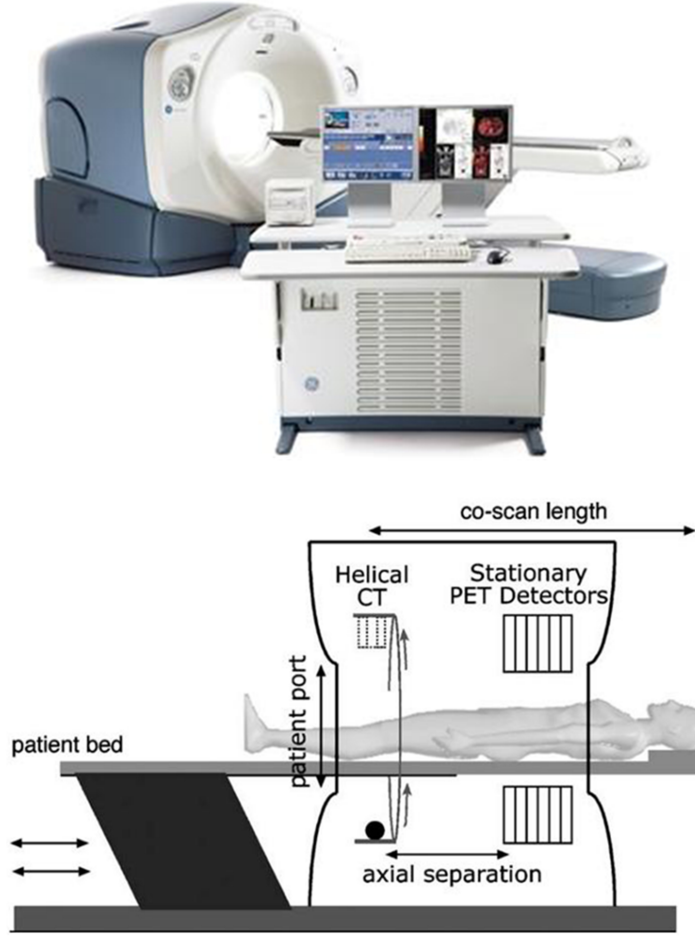 co-scan length
Helical
CT
Stationary
PET Detectors
patient port
patient bed
axial separation